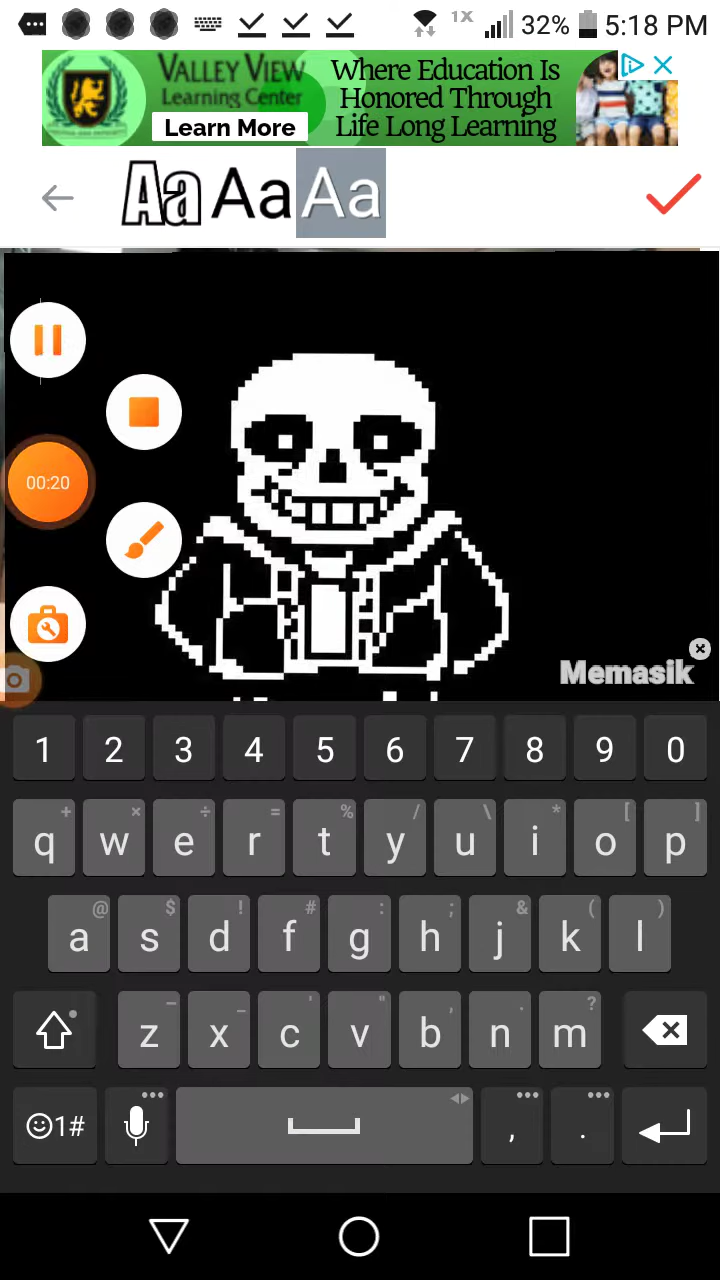 1X 32% 5:18 PM
VALLEY VIEW
Learning Center
Learn More
Where Education Is
Honored Through
Life Long Learning
Aa Aa Aa
00:20
Memasik
1 2 3 4 5 6 7 8 9 0
+ × ÷ = % / \ * [ ]
q w e r t y u i o p
@ $ ! # : ; & ( )
a s d f g h j k l
- _ ' " , . ?
z x c v b n m
☺1# , .